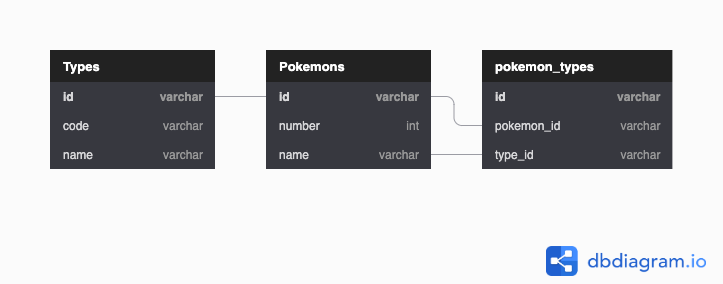 Types
id varchar
code varchar
name varchar
Pokemons
id varchar
number int
name varchar
pokemon_types
id varchar
pokemon_id varchar
type_id varchar
dbdiagram.io